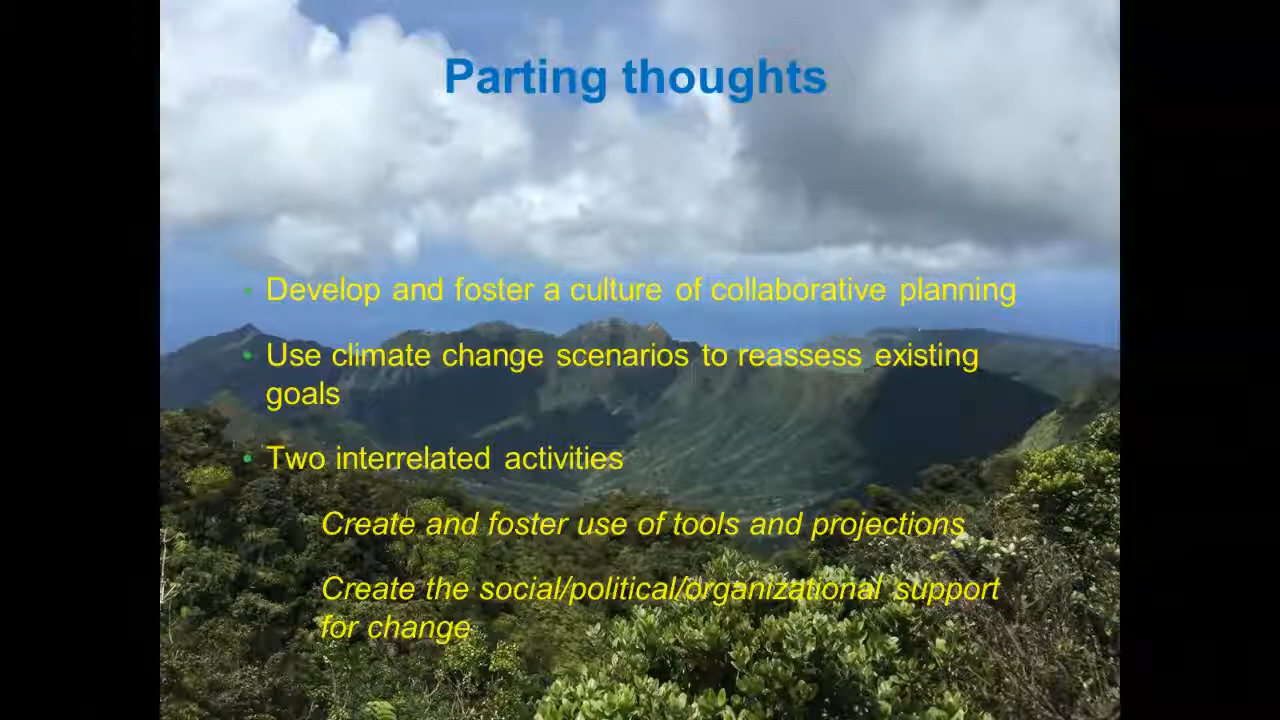 Parting thoughts
• Develop and foster a culture of collaborative planning
• Use climate change scenarios to reassess existing
goals
• Two interrelated activities
Create and foster use of tools and projections
Create the social/political/organizational support
for change